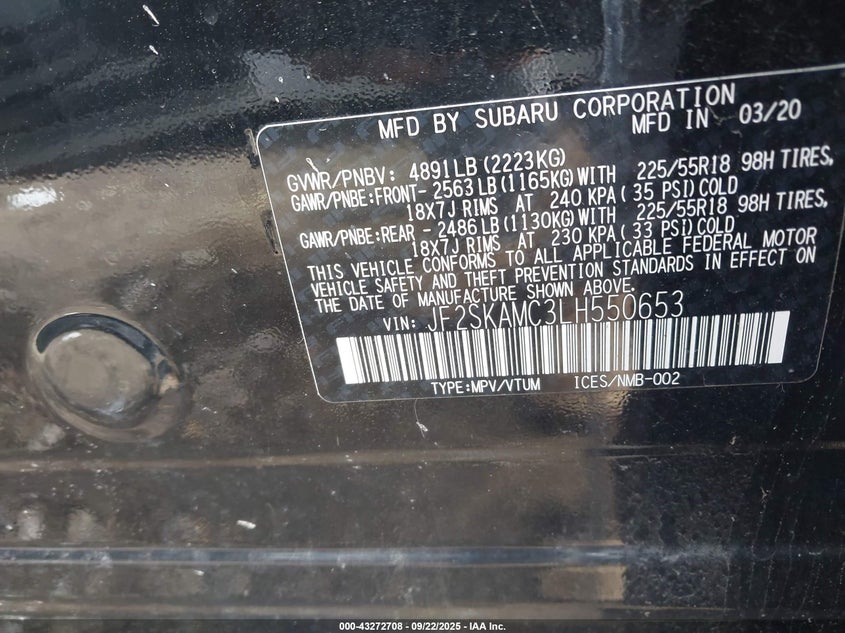 MFD BY SUBARU CORPORATION
MFD IN 03/20
GVWR/PNBV: 4891LB(2223KG)
GAWR/PNBE:FRONT- 2563LB(1165KG)WITH 225/55R18 98H TIRES,
18X7J RIMS AT 240 KPA(35 PSI)COLD
GAWR/PNBE:REAR - 2486LB(1130KG)WITH 225/55R18 98H TIRES,
18X7J RIMS AT 230 KPA(33 PSI)COLD
THIS VEHICLE CONFORMS TO ALL APPLICABLE FEDERAL MOTOR
VEHICLE SAFETY AND THEFT PREVENTION STANDARDS IN EFFECT ON
THE DATE OF MANUFACTURE SHOWN ABOVE.
VIN: JF2SKAMC3LH550653
TYPE:MPV/VTUM ICES/NMB-002
000-43272708 - 09/22/2025 - IAA Inc.